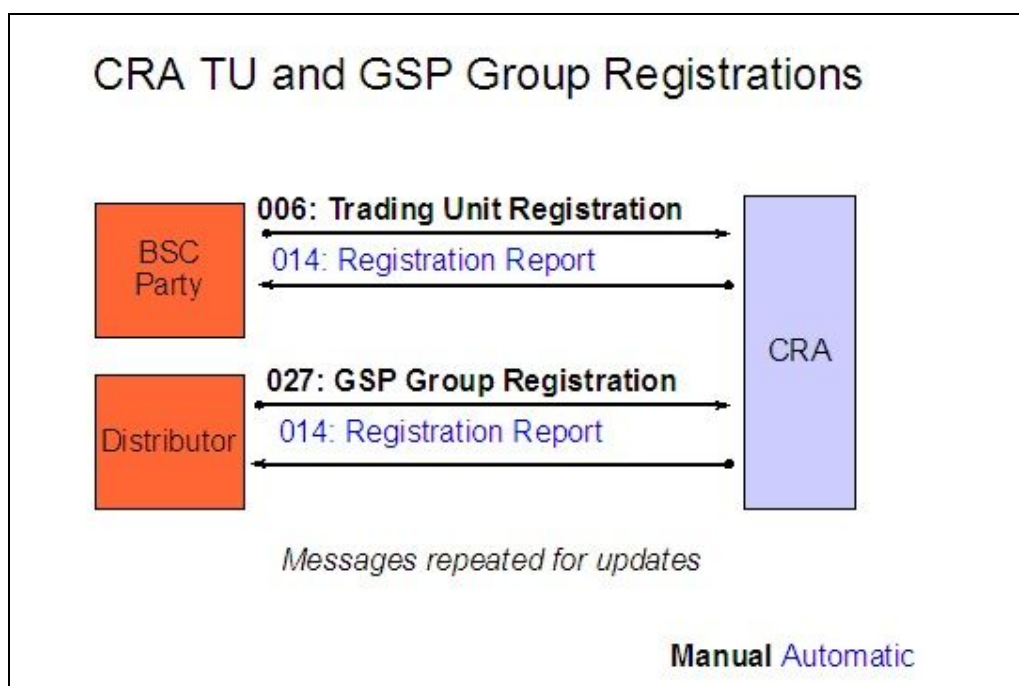 CRA TU and GSP Group Registrations
006: Trading Unit Registration
BSC
Party
014: Registration Report
CRA
027: GSP Group Registration
Distributor
014: Registration Report
Messages repeated for updates
Manual Automatic